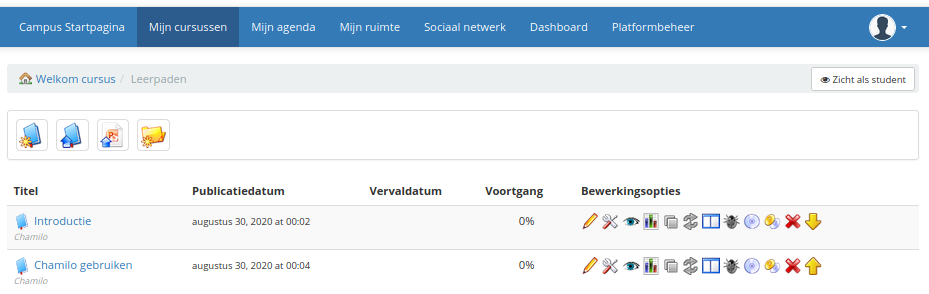 Campus Startpagina Mijn cursussen Mijn agenda Mijn ruimte Sociaal netwerk Dashboard Platformbeheer
Welkom cursus / Leerpaden Zicht als student
Titel Publicatiedatum Vervaldatum Voortgang Bewerkingsopties
Introductie augustus 30, 2020 at 00:02 0%
Chamilo
Chamilo gebruiken augustus 30, 2020 at 00:04 0%
Chamilo